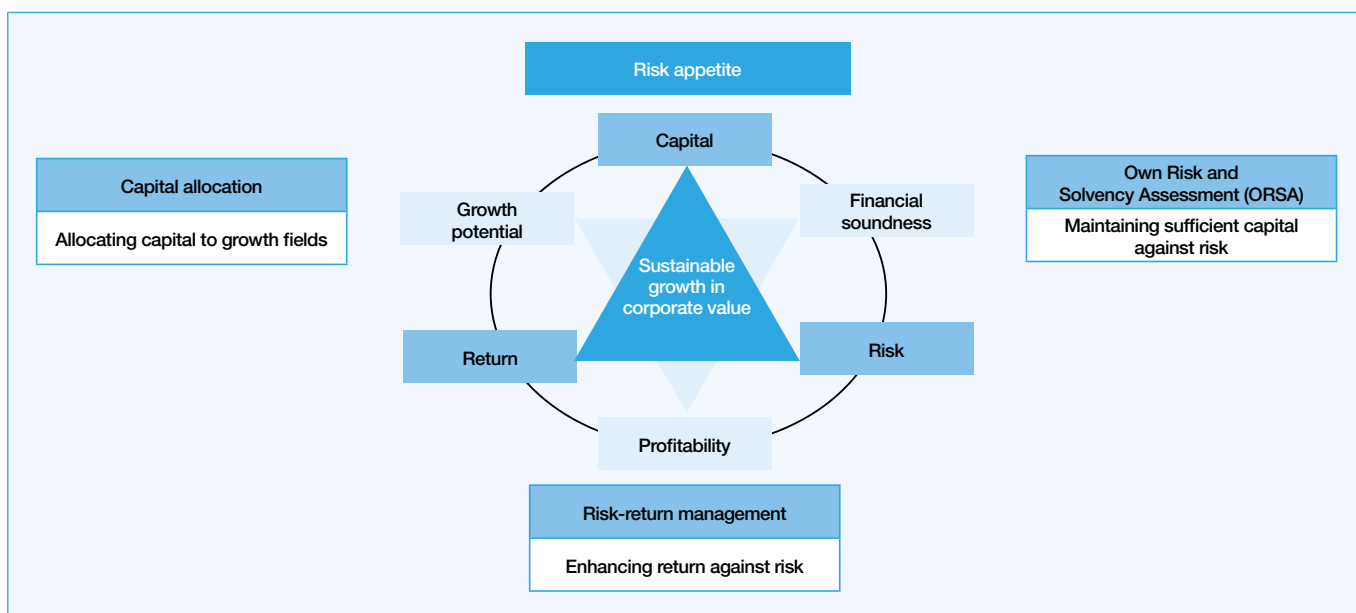 Risk appetite
Capital
Capital allocation
Allocating capital to growth fields
Growth
potential
Financial
soundness
Own Risk and
Solvency Assessment (ORSA)
Maintaining sufficient capital
against risk
Sustainable
growth in
corporate value
Return
Risk
Profitability
Risk-return management
Enhancing return against risk